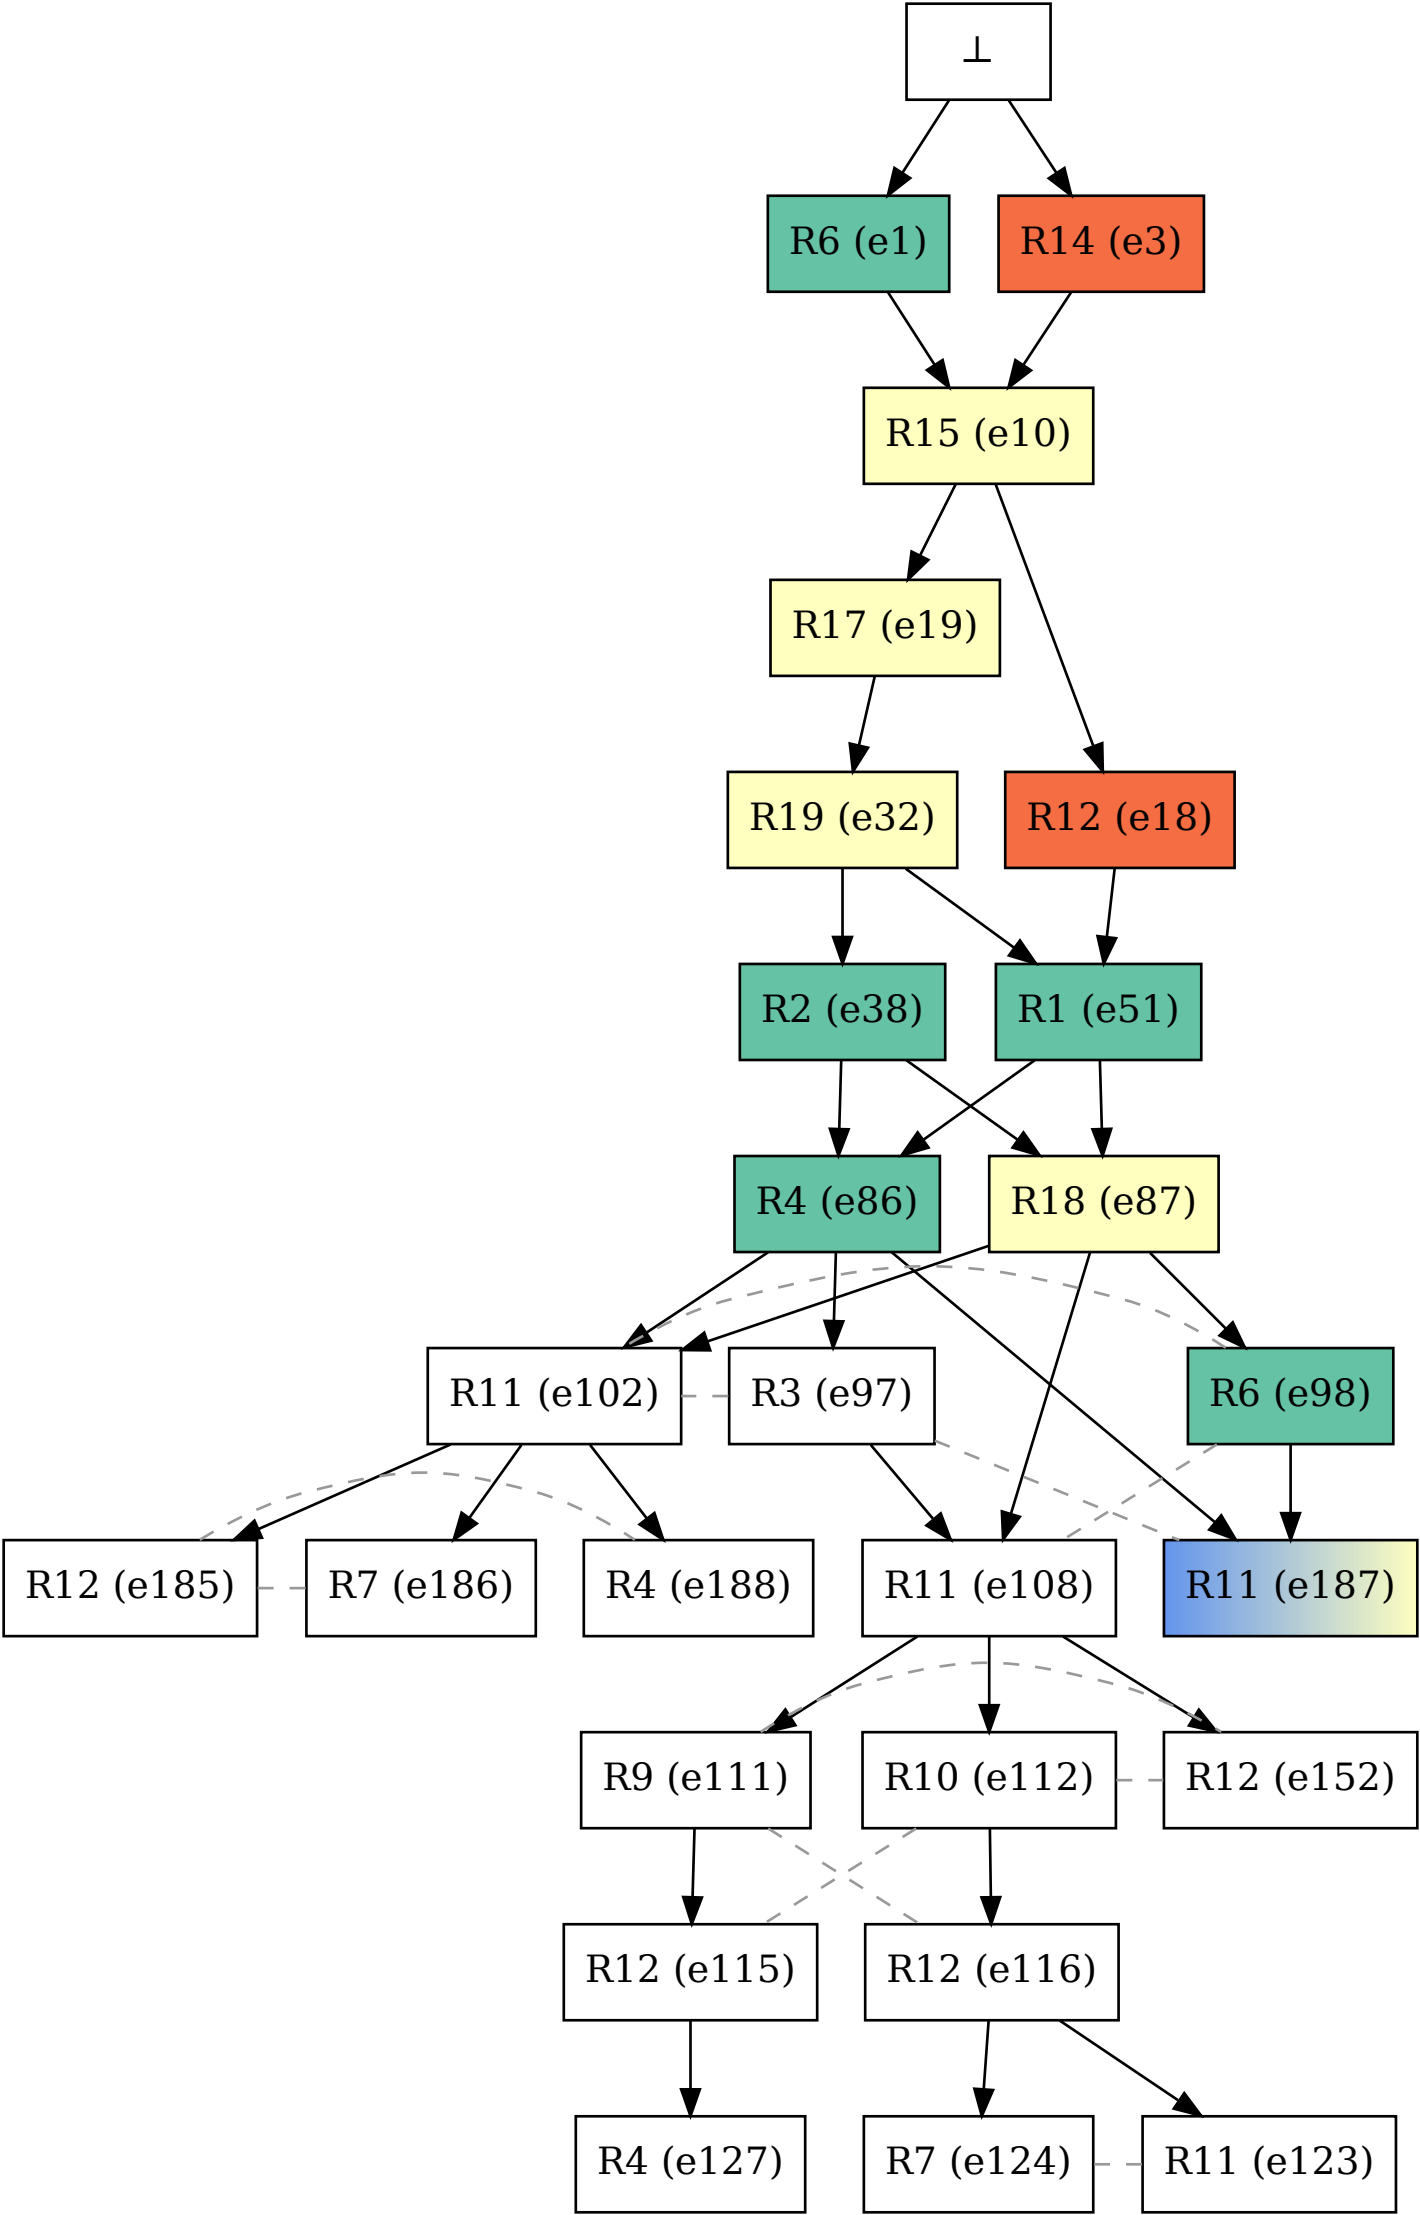 ⊥
R6 (e1)
R14 (e3)
R15 (e10)
R17 (e19)
R19 (e32)
R12 (e18)
R2 (e38)
R1 (e51)
R4 (e86)
R18 (e87)
R11 (e102)
R3 (e97)
R6 (e98)
R12 (e185)
R7 (e186)
R4 (e188)
R11 (e108)
R11 (e187)
R9 (e111)
R10 (e112)
R12 (e152)
R12 (e115)
R12 (e116)
R4 (e127)
R7 (e124)
R11 (e123)